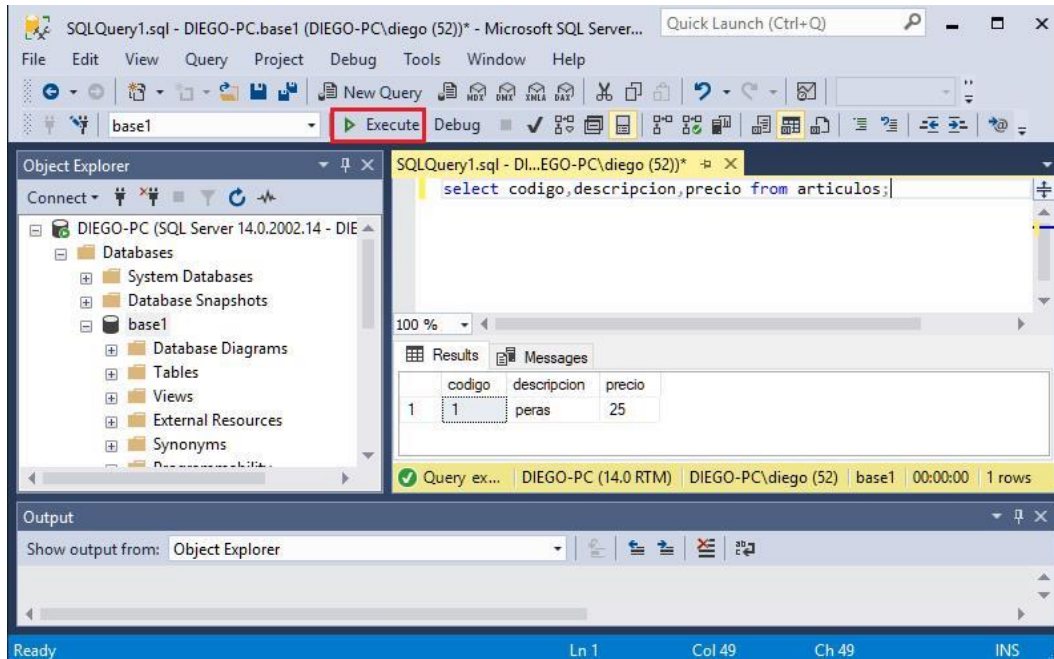 SQLQuery1.sql - DIEGO-PC.base1 (DIEGO-PC\diego (52))* - Microsoft SQL Server...
Quick Launch (Ctrl+Q)
File Edit View Query Project Debug Tools Window Help
New Query MDX DMX XMLA DAX
base1 Execute Debug
Object Explorer
SQLQuery1.sql - DI...EGO-PC\diego (52))*
Connect
select codigo,descripcion,precio from articulos;
DIEGO-PC (SQL Server 14.0.2002.14 - DIE
Databases
System Databases
Database Snapshots
base1
Database Diagrams
Tables
Views
External Resources
Synonyms
Programmability
100 %
Results Messages
codigo descripcion precio
1 1 peras 25
Query ex... DIEGO-PC (14.0 RTM) DIEGO-PC\diego (52) base1 00:00:00 1 rows
Output
Show output from: Object Explorer
Ready Ln 1 Col 49 Ch 49 INS